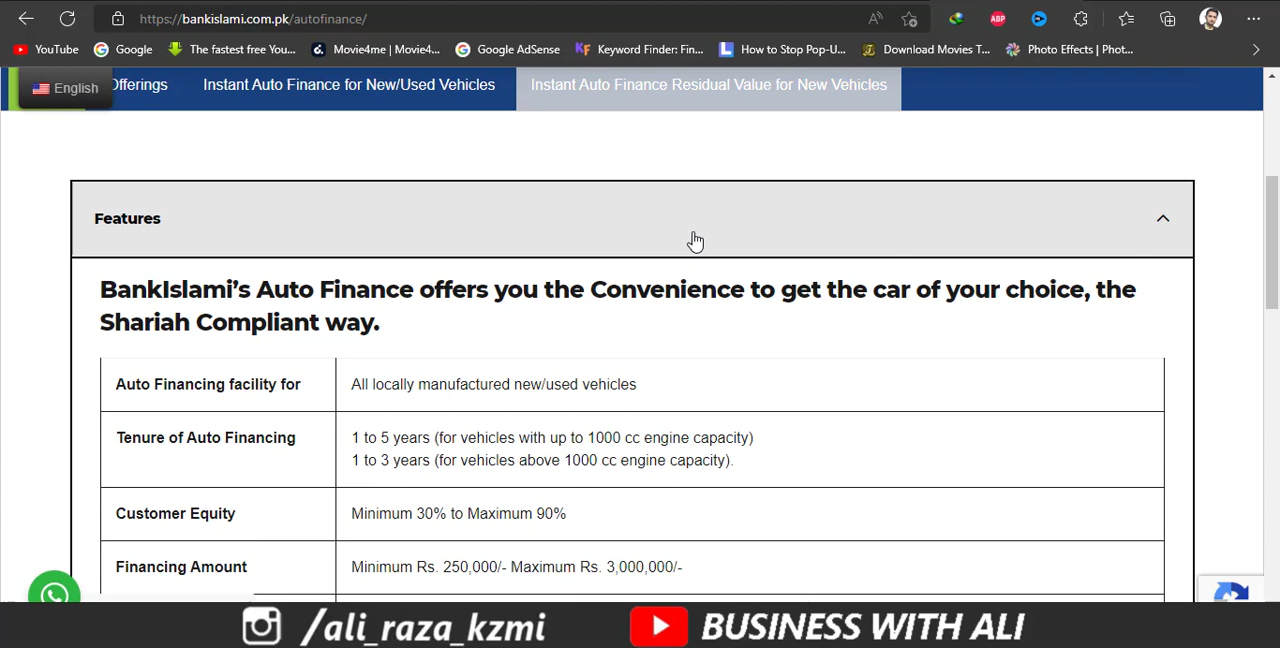 https://bankislami.com.pk/autofinance/
ABP
YouTube
Google
The fastest free You...
Movie4me | Movie4...
Google AdSense
KF Keyword Finder: Fin...
How to Stop Pop-U...
Download Movies T...
Photo Effects | Phot...
English
Offerings
Instant Auto Finance for New/Used Vehicles
Instant Auto Finance Residual Value for New Vehicles
Features
BankIslami’s Auto Finance offers you the Convenience to get the car of your choice, the
Shariah Compliant way.
Auto Financing facility for
All locally manufactured new/used vehicles
Tenure of Auto Financing
1 to 5 years (for vehicles with up to 1000 cc engine capacity)
1 to 3 years (for vehicles above 1000 cc engine capacity).
Customer Equity
Minimum 30% to Maximum 90%
Financing Amount
Minimum Rs. 250,000/- Maximum Rs. 3,000,000/-
/ali_raza_kzmi
BUSINESS WITH ALI